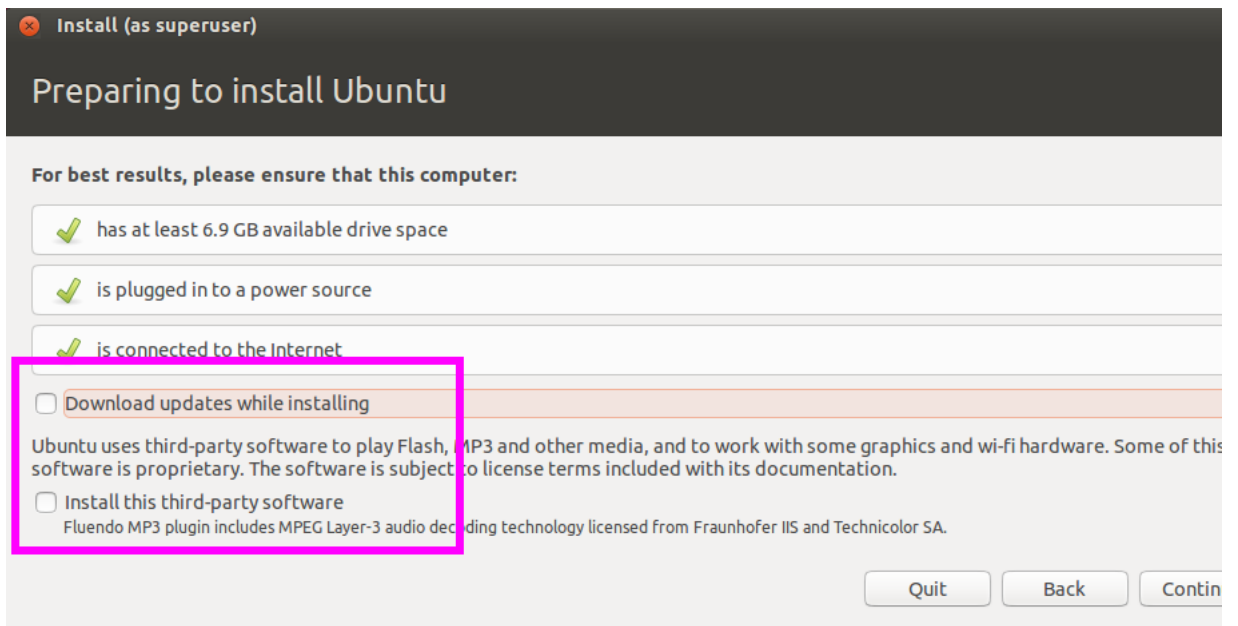 Install (as superuser)
Preparing to install Ubuntu
For best results, please ensure that this computer:
has at least 6.9 GB available drive space
is plugged in to a power source
is connected to the Internet
Download updates while installing
Ubuntu uses third-party software to play Flash, MP3 and other media, and to work with some graphics and wi-fi hardware. Some of this
software is proprietary. The software is subject to license terms included with its documentation.
Install this third-party software
Fluendo MP3 plugin includes MPEG Layer-3 audio decoding technology licensed from Fraunhofer IIS and Technicolor SA.
Quit Back Contin